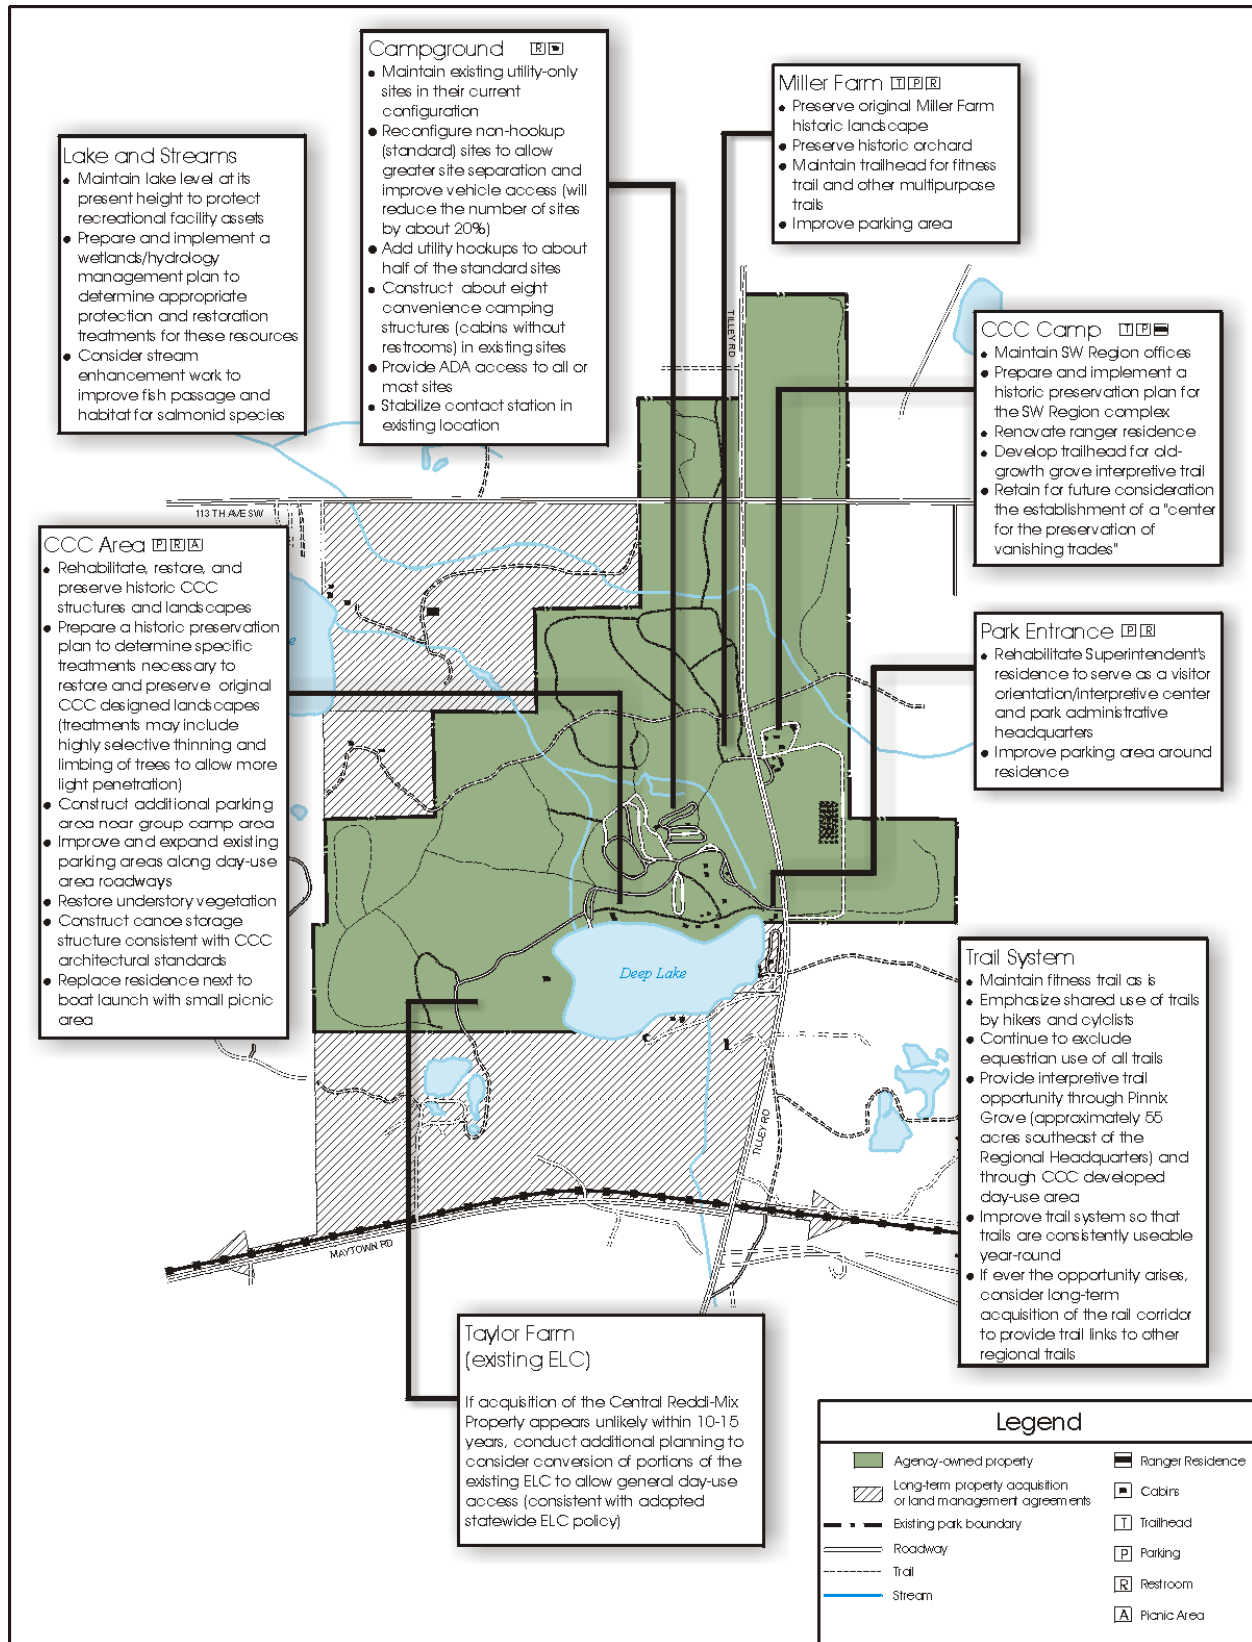 Campground R
• Maintain existing utility-only
sites in their current
configuration
• Reconfigure non-hookup
(standard) sites to allow
greater site separation and
improve vehicle access (will
reduce the number of sites
by about 20%)
• Add utility hookups to about
half of the standard sites
• Construct about eight
convenience camping
structures (cabins without
restrooms) in existing sites
• Provide ADA access to all or
most sites
• Stabilize contact station in
existing location
Miller Farm T P R
• Preserve original Miller Farm
historic landscape
• Preserve historic orchard
• Maintain trailhead for fitness
trail and other multipurpose
trails
• Improve parking area
Lake and Streams
• Maintain lake level at its
present height to protect
recreational facility assets
• Prepare and implement a
wetlands/hydrology
management plan to
determine appropriate
protection and restoration
treatments for these resources
• Consider stream
enhancement work to
improve fish passage and
habitat for salmonid species
CCC Camp T P
• Maintain SW Region offices
• Prepare and implement a
historic preservation plan for
the SW Region complex
• Renovate ranger residence
• Develop trailhead for old-
growth grove interpretive trail
• Retain for future consideration
the establishment of a "center
for the preservation of
vanishing trades"
TILLEY RD
113 TH AVE SW
CCC Area P R A
• Rehabilitate, restore, and
preserve historic CCC
structures and landscapes
• Prepare a historic preservation
plan to determine specific
treatments necessary to
restore and preserve original
CCC designed landscapes
(treatments may include
highly selective thinning and
limbing of trees to allow more
light penetration)
• Construct additional parking
area near group camp area
• Improve and expand existing
parking areas along day-use
area roadways
• Restore understory vegetation
• Construct canoe storage
structure consistent with CCC
architectural standards
• Replace residence next to
boat launch with small picnic
area
e
Park Entrance P R
• Rehabilitate Superintendent's
residence to serve as a visitor
orientation/interpretive center
and park administrative
headquarters
• Improve parking area around
residence
Deep Lake
Trail System
• Maintain fitness trail as is
• Emphasize shared use of trails
by hikers and cylclists
• Continue to exclude
equestrian use of all trails
• Provide interpretive trail
opportunity through Pinnix
Grove (approximately 55
acres southeast of the
Regional Headquarters) and
through CCC developed
day-use area
• Improve trail system so that
trails are consistently useable
year-round
• If ever the opportunity arises,
consider long-term
acquisition of the rail corridor
to provide trail links to other
regional trails
TILLEY RD
MAYTOWN RD
Taylor Farm
(existing ELC)
If acquisition of the Central Reddi-Mix
Property appears unlikely within 10-15
years, conduct additional planning to
consider conversion of portions of the
existing ELC to allow general day-use
access (consistent with adopted
statewide ELC policy)
Legend
Agency-owned property
Long-term property acquisition
or land management agreements
Existing park boundary
Roadway
Trail
Stream
Ranger Residence
Cabins
T Trailhead
P Parking
R Restroom
A Picnic Area